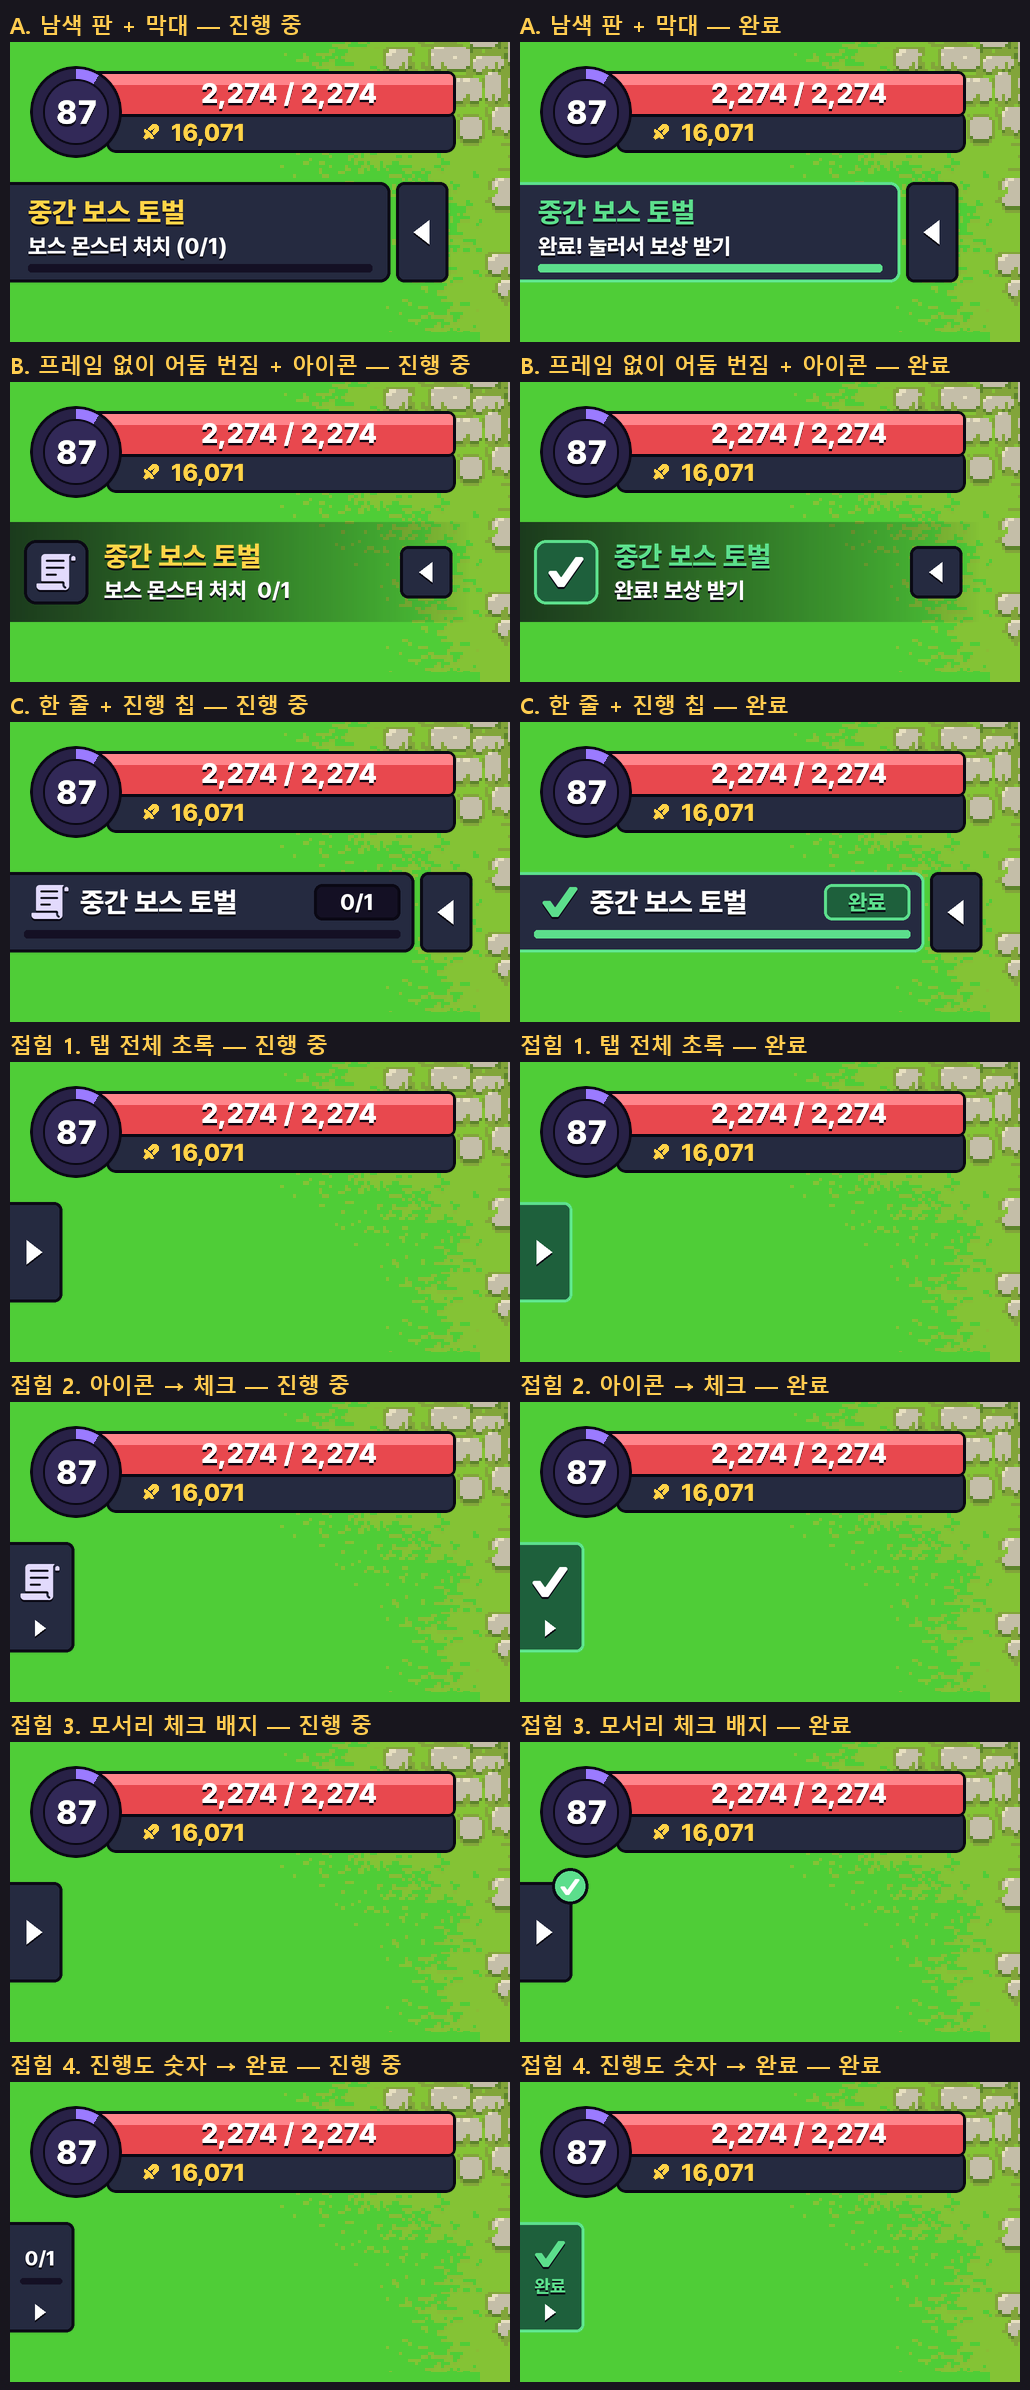 A. 남색 판 + 막대 — 진행 중
87
2,274 / 2,274
16,071
중간 보스 토벌
보스 몬스터 처치 (0/1)
A. 남색 판 + 막대 — 완료
87
2,274 / 2,274
16,071
중간 보스 토벌
완료! 눌러서 보상 받기
B. 프레임 없이 어둠 번짐 + 아이콘 — 진행 중
87
2,274 / 2,274
16,071
중간 보스 토벌
보스 몬스터 처치 0/1
B. 프레임 없이 어둠 번짐 + 아이콘 — 완료
87
2,274 / 2,274
16,071
중간 보스 토벌
완료! 보상 받기
C. 한 줄 + 진행 칩 — 진행 중
87
2,274 / 2,274
16,071
중간 보스 토벌 0/1
C. 한 줄 + 진행 칩 — 완료
87
2,274 / 2,274
16,071
중간 보스 토벌 완료
접힘 1. 탭 전체 초록 — 진행 중
87
2,274 / 2,274
16,071
접힘 1. 탭 전체 초록 — 완료
87
2,274 / 2,274
16,071
접힘 2. 아이콘 → 체크 — 진행 중
87
2,274 / 2,274
16,071
접힘 2. 아이콘 → 체크 — 완료
87
2,274 / 2,274
16,071
접힘 3. 모서리 체크 배지 — 진행 중
87
2,274 / 2,274
16,071
접힘 3. 모서리 체크 배지 — 완료
87
2,274 / 2,274
16,071
접힘 4. 진행도 숫자 → 완료 — 진행 중
87
2,274 / 2,274
16,071
0/1
접힘 4. 진행도 숫자 → 완료 — 완료
87
2,274 / 2,274
16,071
완료